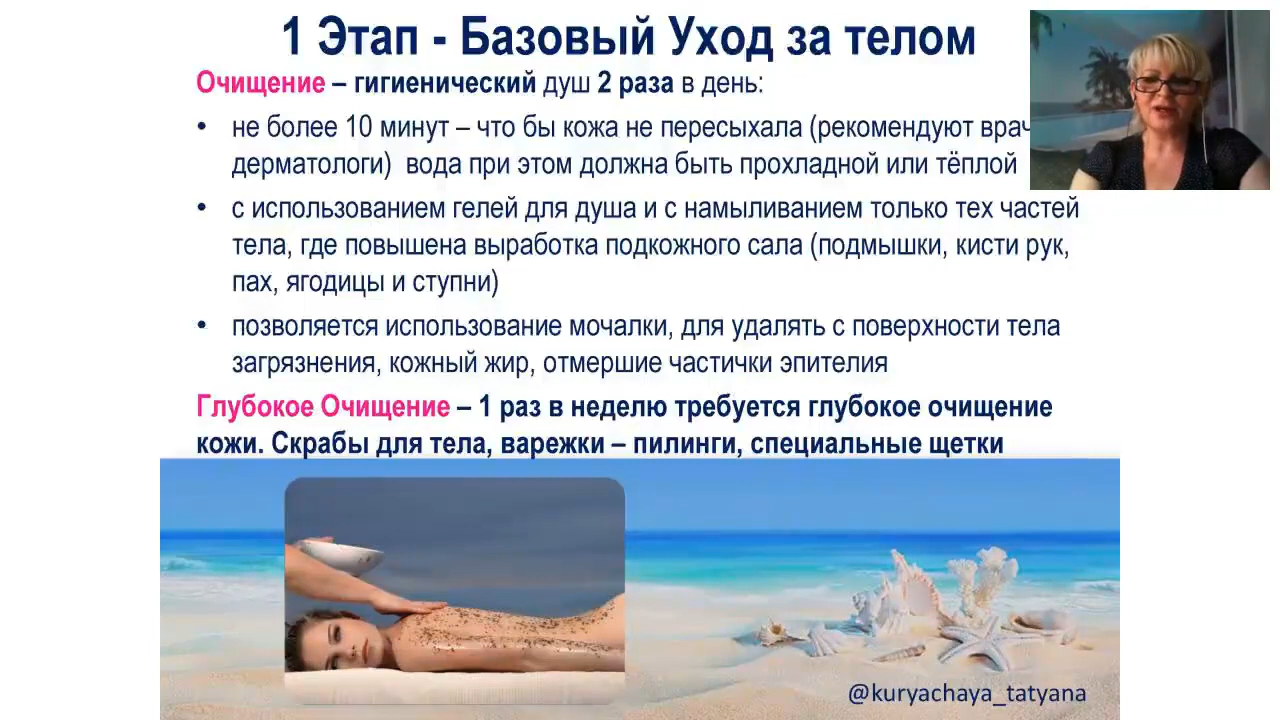 1 Этап - Базовый Уход за телом
Очищение – гигиенический душ 2 раза в день:
• не более 10 минут – что бы кожа не пересыхала (рекомендуют врач
дерматологи) вода при этом должна быть прохладной или тёплой
• с использованием гелей для душа и с намыливанием только тех частей
тела, где повышена выработка подкожного сала (подмышки, кисти рук,
пах, ягодицы и ступни)
• позволяется использование мочалки, для удалять с поверхности тела
загрязнения, кожный жир, отмершие частички эпителия
Глубокое Очищение – 1 раз в неделю требуется глубокое очищение
кожи. Скрабы для тела, варежки – пилинги, специальные щетки
@kuryachaya_tatyana